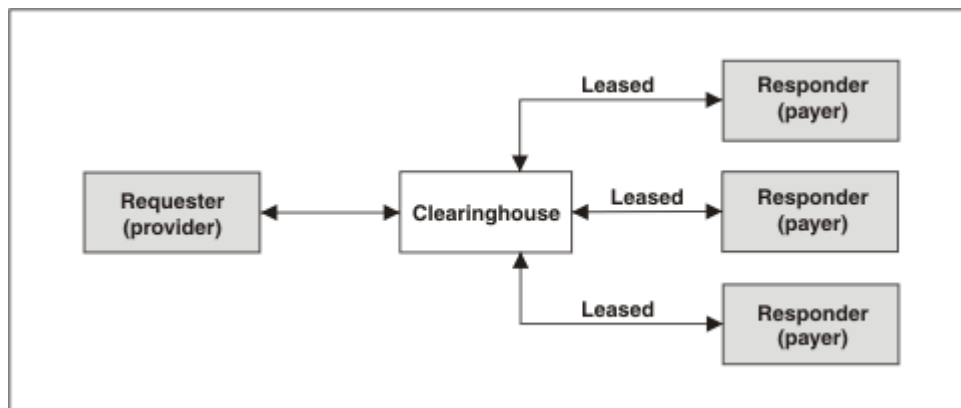 Leased
Responder
(payer)
Requester
(provider)
Clearinghouse
Leased
Responder
(payer)
Leased
Responder
(payer)